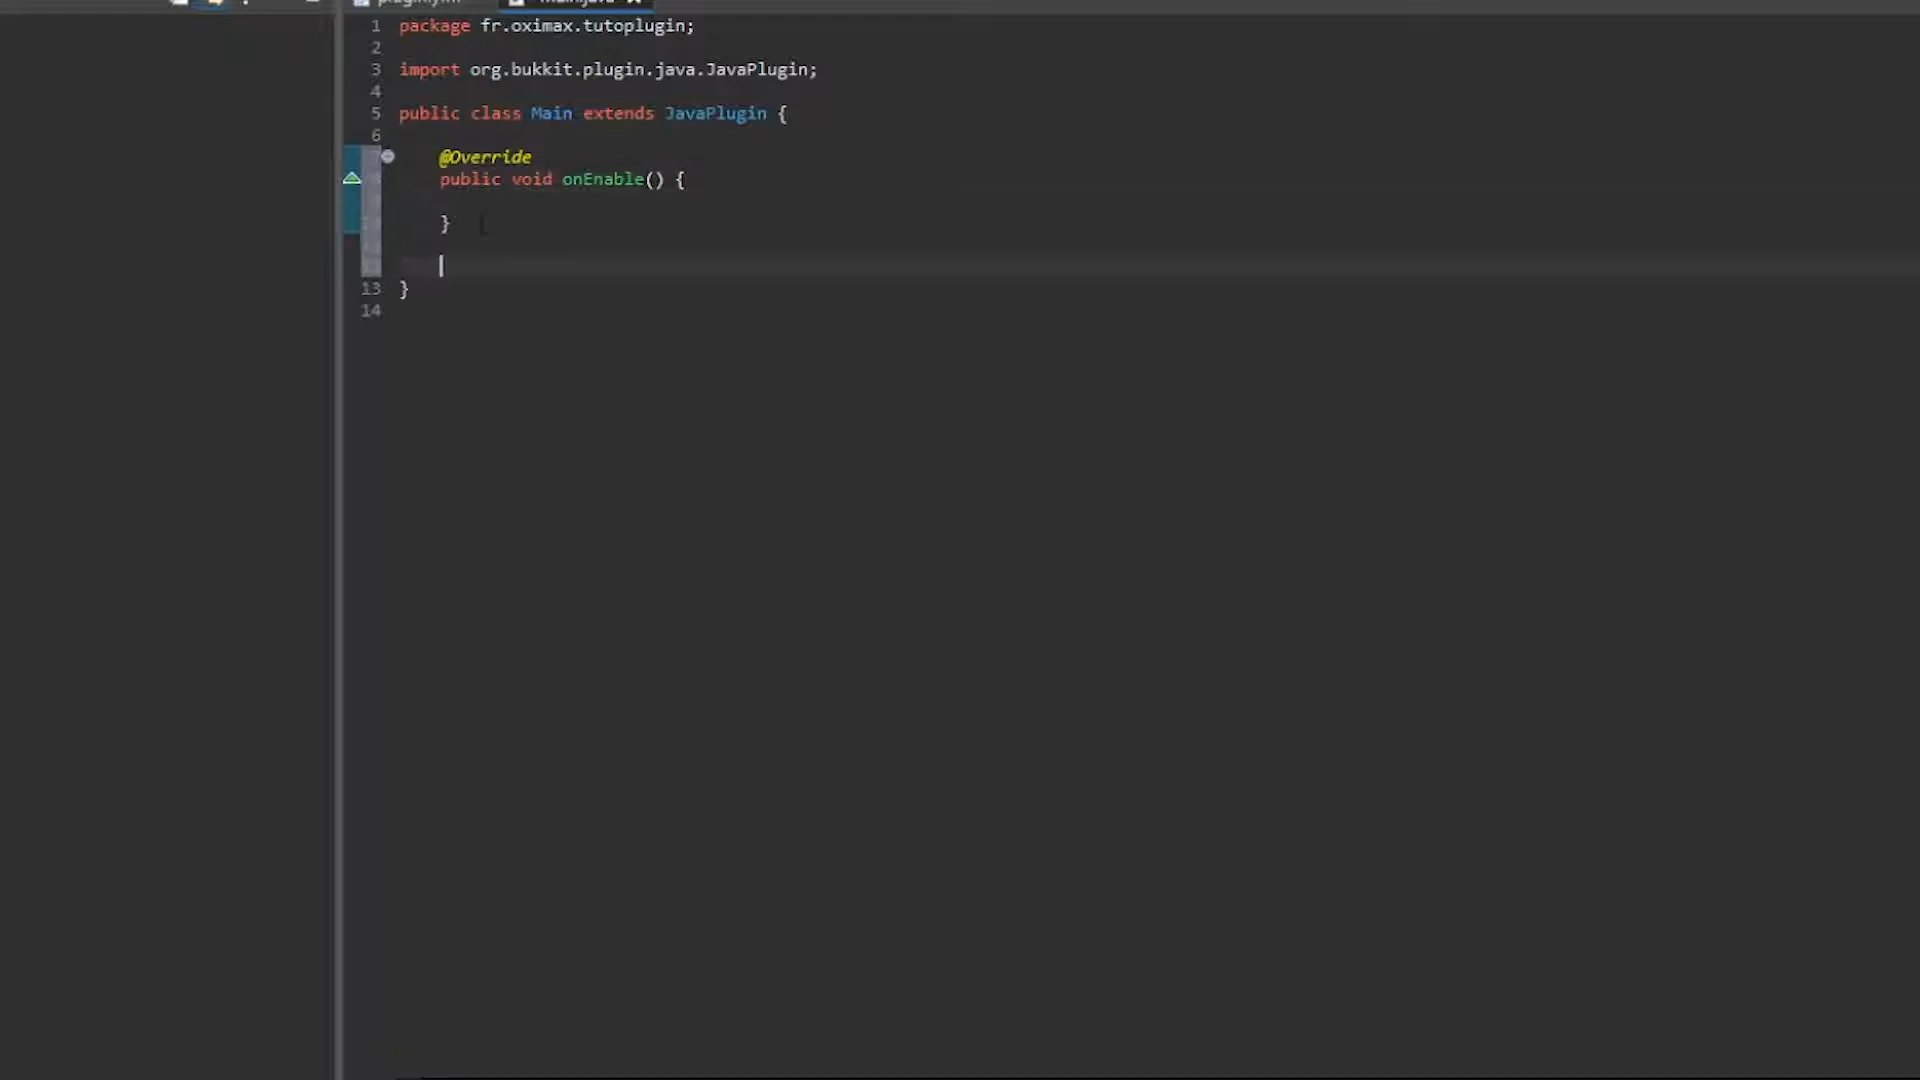 1 package fr.oximax.tutoplugin;
2
3 import org.bukkit.plugin.java.JavaPlugin;
4
5 public class Main extends JavaPlugin {
6
@Override
public void onEnable() {
}
13 }
14